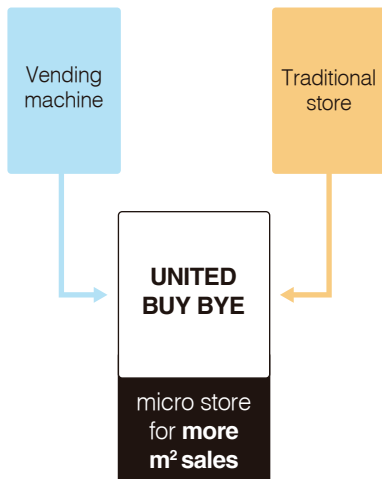 Vending
machine
Traditional
store
UNITED
BUY BYE
micro store
for more
m² sales